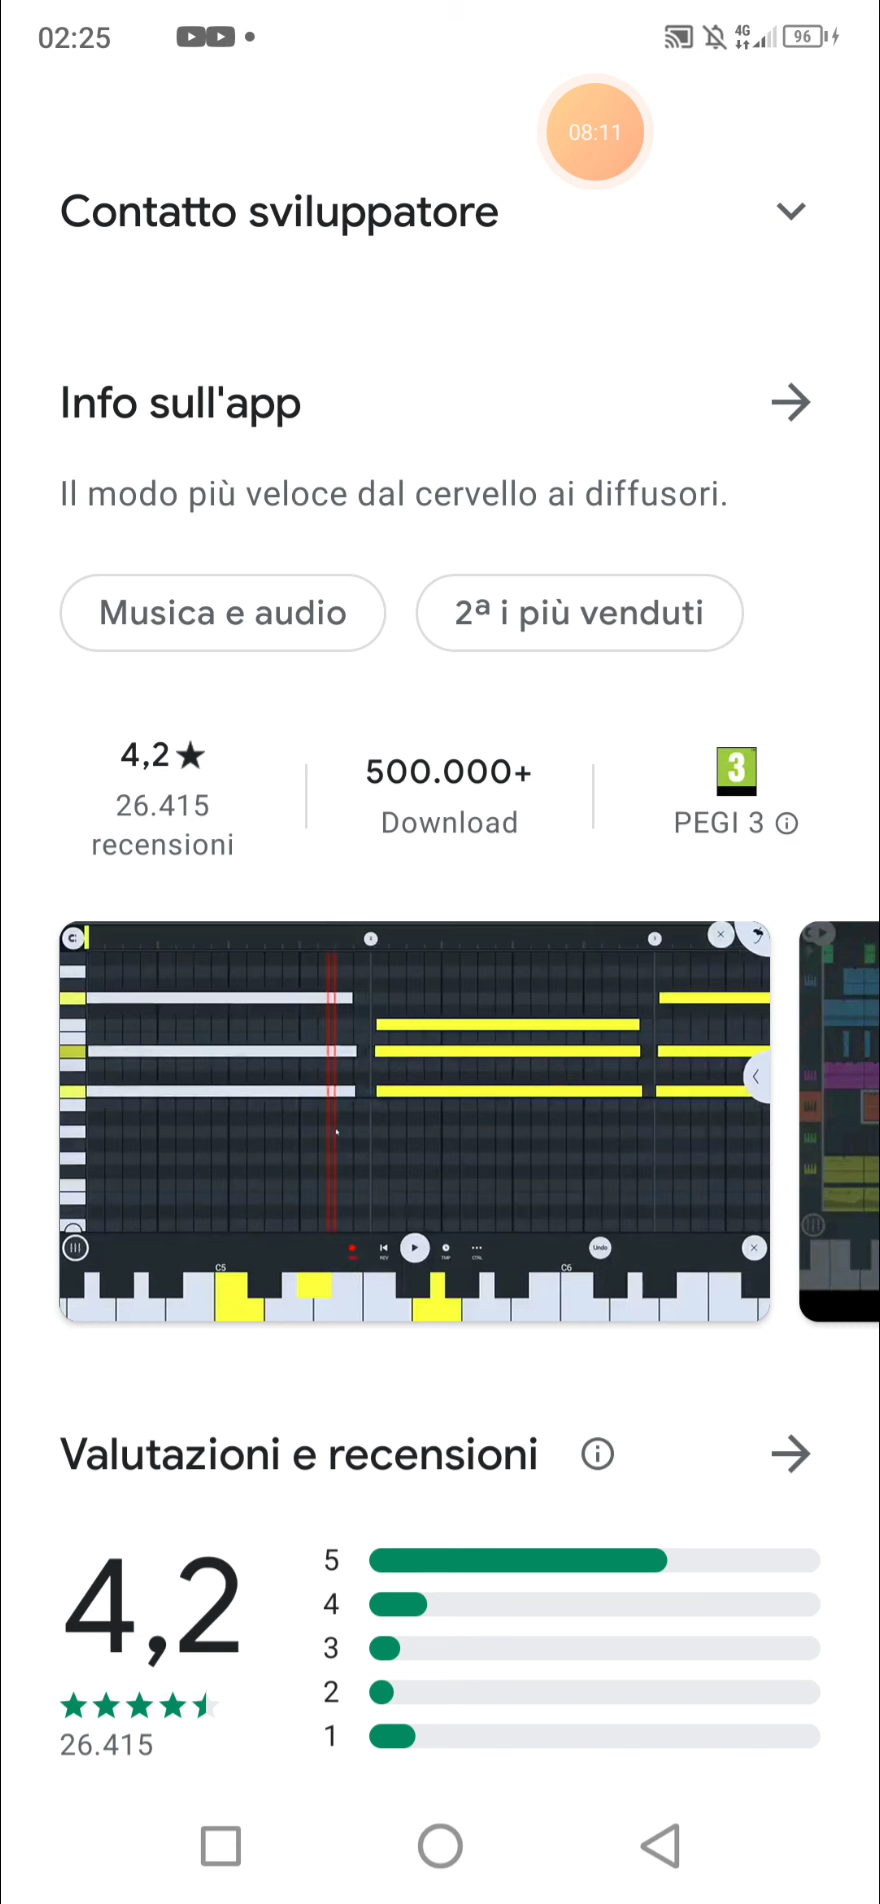 02:25
4G
96
08:11
Contatto sviluppatore
Info sull'app
Il modo più veloce dal cervello ai diffusori.
Musica e audio
2ª i più venduti
4,2★
26.415
recensioni
500.000+
Download
3
PEGI 3
C5
Undo
C6
Valutazioni e recensioni
4,2
26.415
5
4
3
2
1